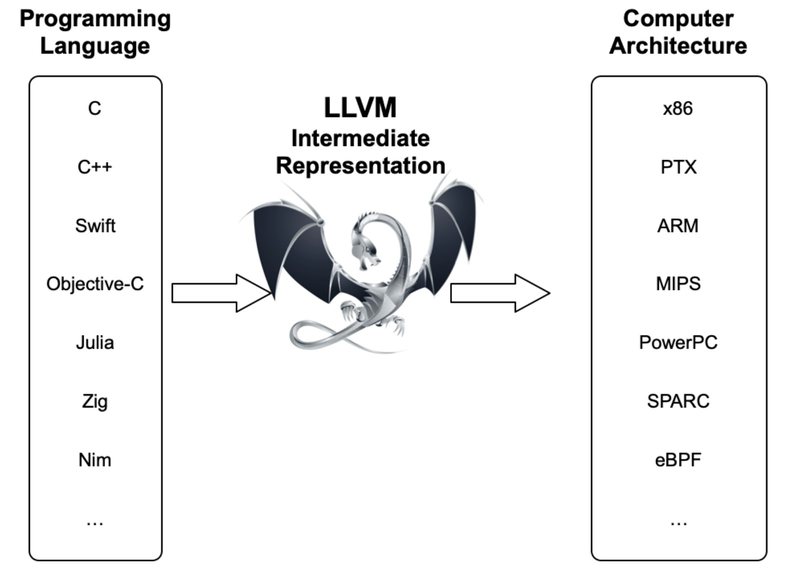 Programming
Language
C
C++
Swift
Objective-C
Julia
Zig
Nim
...
LLVM
Intermediate
Representation
Computer
Architecture
x86
PTX
ARM
MIPS
PowerPC
SPARC
eBPF
...